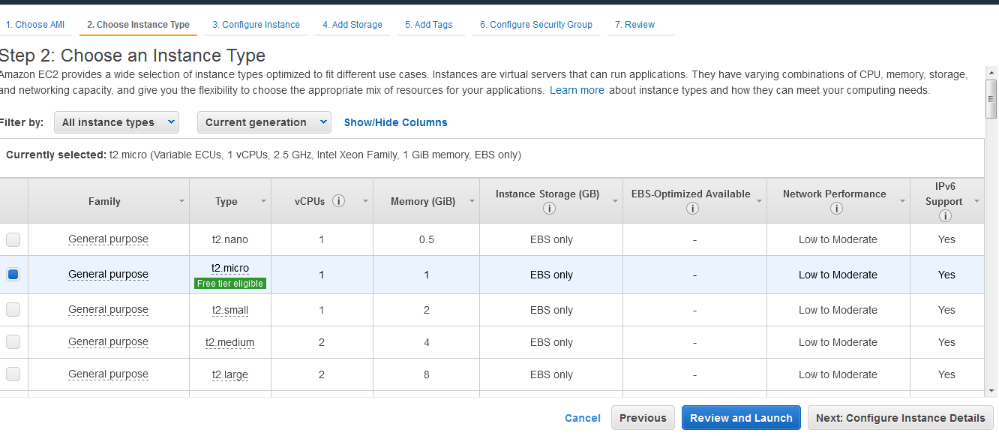 1. Choose AMI 2. Choose Instance Type 3. Configure Instance 4. Add Storage 5. Add Tags 6. Configure Security Group 7. Review
Step 2: Choose an Instance Type
Amazon EC2 provides a wide selection of instance types optimized to fit different use cases. Instances are virtual servers that can run applications. They have varying combinations of CPU, memory, storage,
and networking capacity, and give you the flexibility to choose the appropriate mix of resources for your applications. Learn more about instance types and how they can meet your computing needs.
Filter by: All instance types Current generation Show/Hide Columns
Currently selected: t2.micro (Variable ECUs, 1 vCPUs, 2.5 GHz, Intel Xeon Family, 1 GiB memory, EBS only)
Family Type vCPUs Memory (GiB) Instance Storage (GB) EBS-Optimized Available Network Performance IPv6
Support
General purpose t2.nano 1 0.5 EBS only - Low to Moderate Yes
General purpose t2.micro 1 1 EBS only - Low to Moderate Yes
Free tier eligible
General purpose t2.small 1 2 EBS only - Low to Moderate Yes
General purpose t2.medium 2 4 EBS only - Low to Moderate Yes
General purpose t2.large 2 8 EBS only - Low to Moderate Yes
Cancel Previous Review and Launch Next: Configure Instance Details